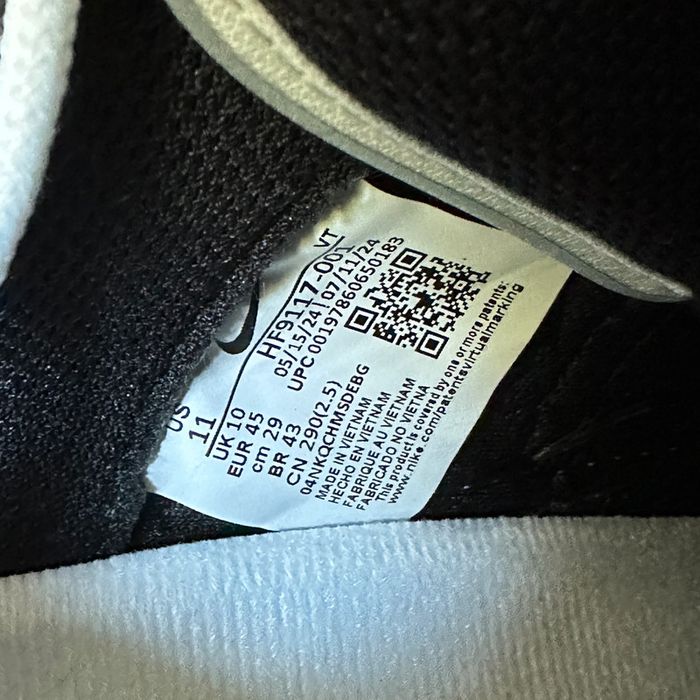 US 11
UK 10
EUR 45
cm 29
BR 43
CN 290(2.5)
04NKQCHMSDEBG
MADE IN VIETNAM
HECHO EN VIETNAM
FABRIQUE AU VIETNAM
FABRICADO NO VIETNA
This product is covered by one or more patents:
www.nike.com/patentsvirtualmarking
HF9117-001 VT
05/15/24 07/11/24
UPC 00197860650183